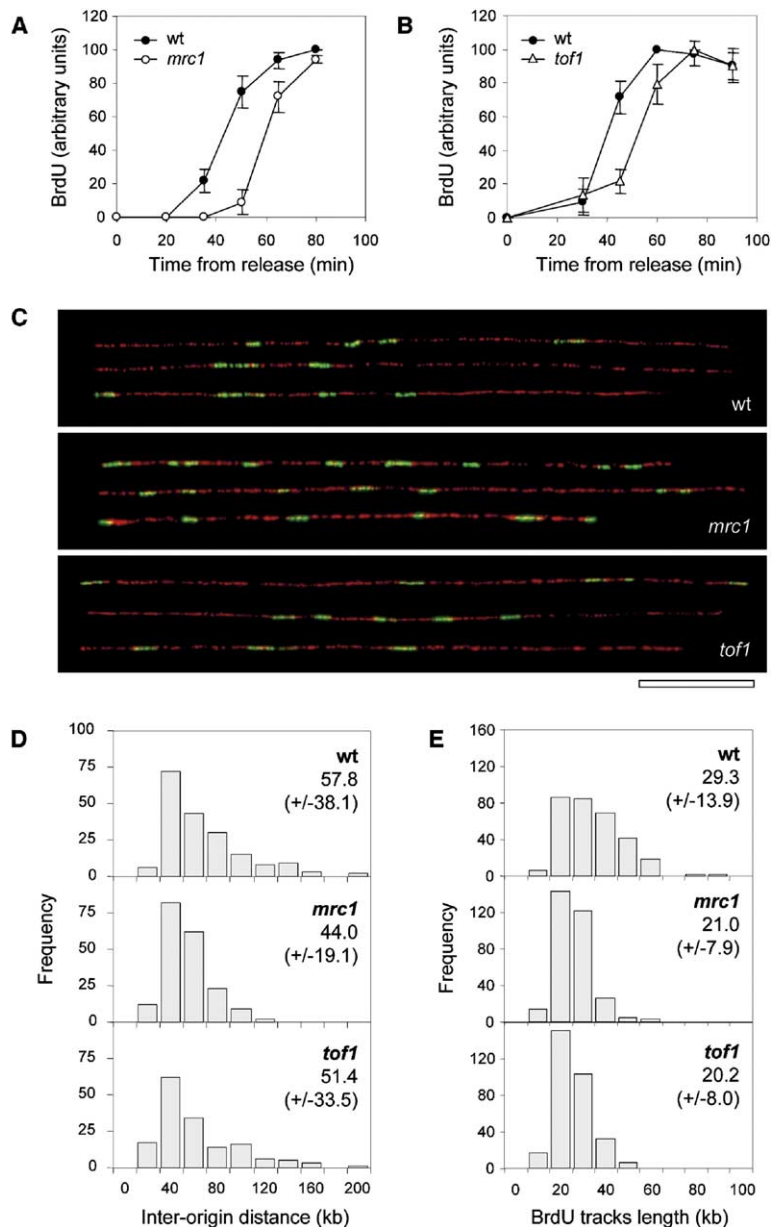 A
B
120
100
80
60
40
20
0
BrdU (arbitrary units)
wt
mrc1
0 20 40 60 80 100
Time from release (min)
120
100
80
60
40
20
0
BrdU (arbitrary units)
wt
tof1
0 20 40 60 80 100
Time from release (min)
C
wt
mrc1
tof1
D
E
Frequency
100
75
50
25
0
wt
57.8
(+/-38.1)
75
50
25
0
mrc1
44.0
(+/-19.1)
75
50
25
0
tof1
51.4
(+/-33.5)
0 40 80 120 160 200
Inter-origin distance (kb)
Frequency
160
120
80
40
0
wt
29.3
(+/-13.9)
120
80
40
0
mrc1
21.0
(+/-7.9)
120
80
40
0
tof1
20.2
(+/-8.0)
0 20 40 60 80 100
BrdU tracks length (kb)